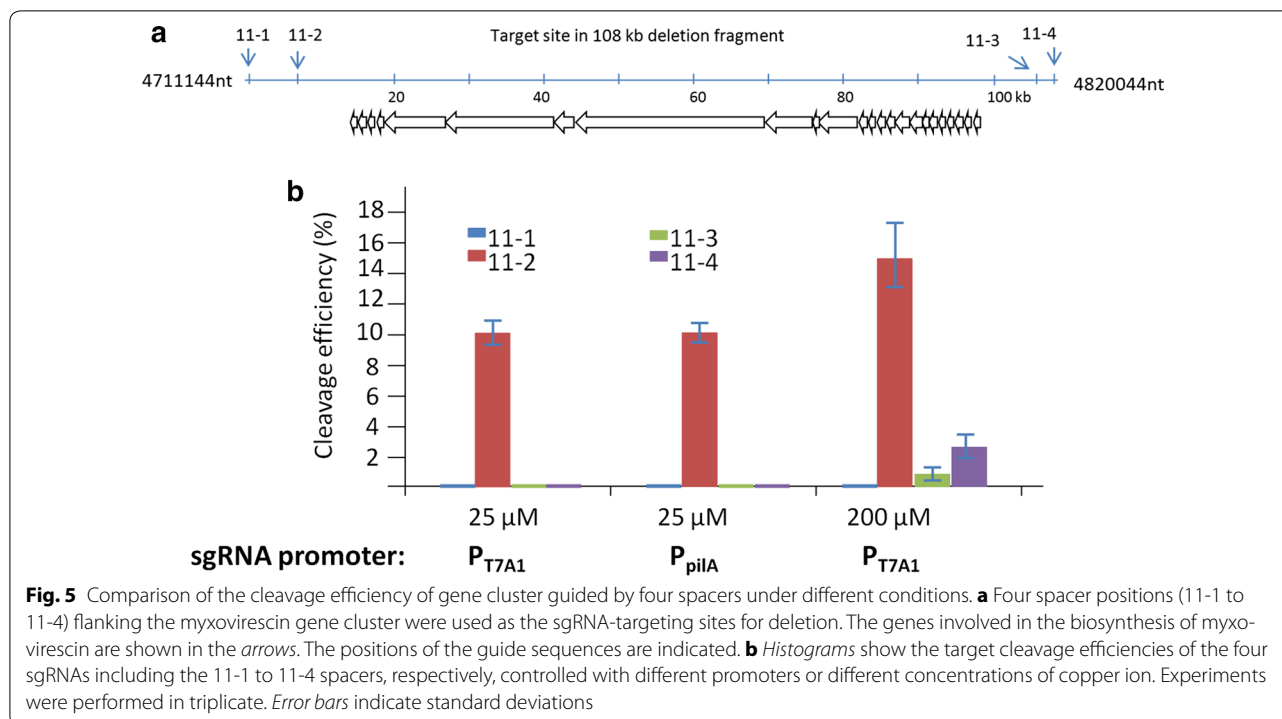 a
11-1 11-2 Target site in 108 kb deletion fragment 11-3 11-4
4711144nt 4820044nt
20 40 60 80 100 kb
b
Cleavage efficiency (%)
18
16
14
12
10
8
6
4
2
11-1 11-3
11-2 11-4
25 µM 25 µM 200 µM
sgRNA promoter: PT7A1 PpilA PT7A1
Fig. 5 Comparison of the cleavage efficiency of gene cluster guided by four spacers under different conditions. a Four spacer positions (11-1 to
11-4) flanking the myxovirescin gene cluster were used as the sgRNA-targeting sites for deletion. The genes involved in the biosynthesis of myxo-
virescin are shown in the arrows. The positions of the guide sequences are indicated. b Histograms show the target cleavage efficiencies of the four
sgRNAs including the 11-1 to 11-4 spacers, respectively, controlled with different promoters or different concentrations of copper ion. Experiments
were performed in triplicate. Error bars indicate standard deviations